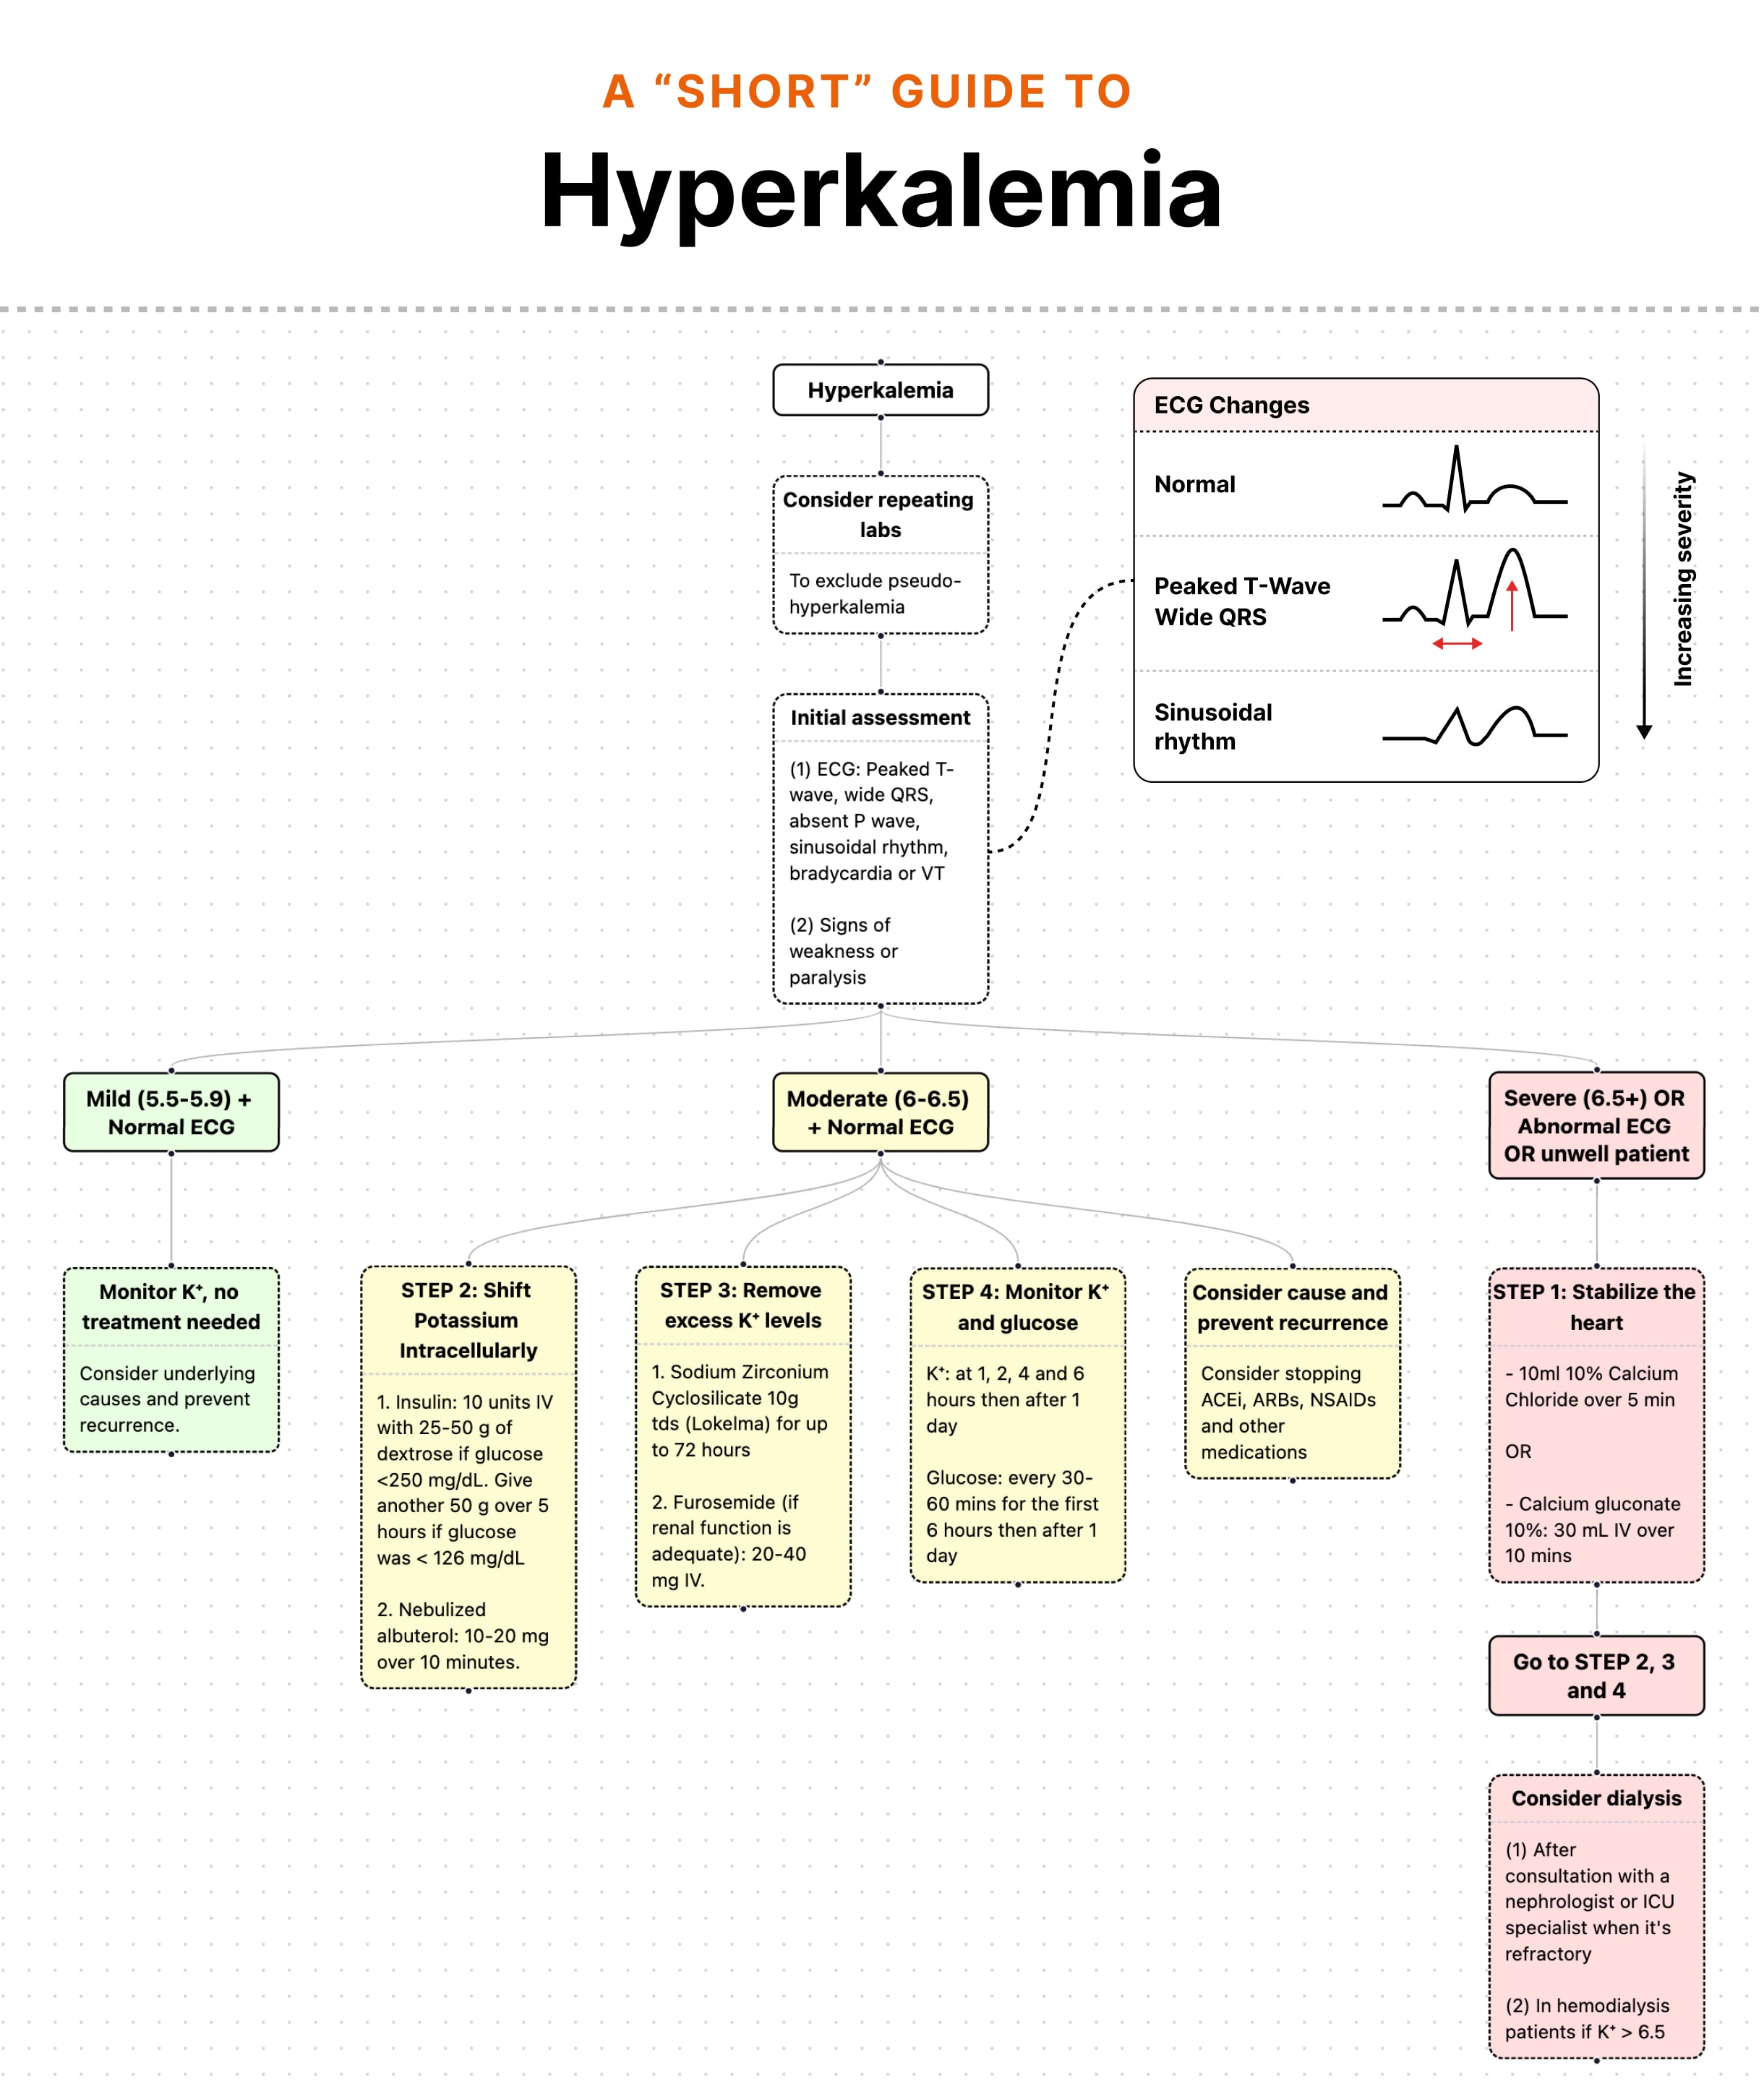 A “SHORT” GUIDE TO
Hyperkalemia
Hyperkalemia
Consider repeating
labs
To exclude pseudo-
hyperkalemia
Initial assessment
(1) ECG: Peaked T-
wave, wide QRS,
absent P wave,
sinusoidal rhythm,
bradycardia or VT
(2) Signs of
weakness or
paralysis
ECG Changes
Normal
Peaked T-Wave
Wide QRS
Sinusoidal
rhythm
Increasing severity
Mild (5.5-5.9) +
Normal ECG
Monitor K⁺, no
treatment needed
Consider underlying
causes and prevent
recurrence.
Moderate (6-6.5)
+ Normal ECG
STEP 2: Shift
Potassium
Intracellularly
1. Insulin: 10 units IV
with 25-50 g of
dextrose if glucose
<250 mg/dL. Give
another 50 g over 5
hours if glucose
was < 126 mg/dL
2. Nebulized
albuterol: 10-20 mg
over 10 minutes.
STEP 3: Remove
excess K⁺ levels
1. Sodium Zirconium
Cyclosilicate 10g
tds (Lokelma) for up
to 72 hours
2. Furosemide (if
renal function is
adequate): 20-40
mg IV.
STEP 4: Monitor K⁺
and glucose
K⁺: at 1, 2, 4 and 6
hours then after 1
day
Glucose: every 30-
60 mins for the first
6 hours then after 1
day
Consider cause and
prevent recurrence
Consider stopping
ACEi, ARBs, NSAIDs
and other
medications
Severe (6.5+) OR
Abnormal ECG
OR unwell patient
STEP 1: Stabilize the
heart
- 10ml 10% Calcium
Chloride over 5 min
OR
- Calcium gluconate
10%: 30 mL IV over
10 mins
Go to STEP 2, 3
and 4
Consider dialysis
(1) After
consultation with a
nephrologist or ICU
specialist when it's
refractory
(2) In hemodialysis
patients if K⁺ > 6.5